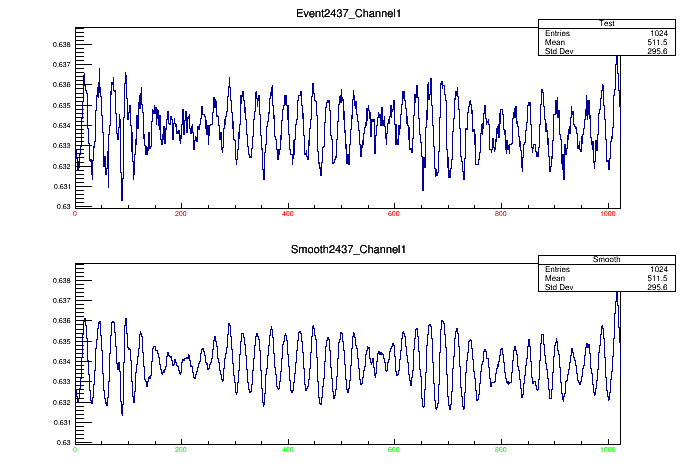 Event2437_Channel1
Test
Entries 1024
Mean 511.5
Std Dev 295.6
0.638
0.637
0.636
0.635
0.634
0.633
0.632
0.631
0.63
0 200 400 600 800 1000
Smooth2437_Channel1
Smooth
Entries 1024
Mean 511.5
Std Dev 295.6
0.638
0.637
0.636
0.635
0.634
0.633
0.632
0.631
0.63
0 200 400 600 800 1000